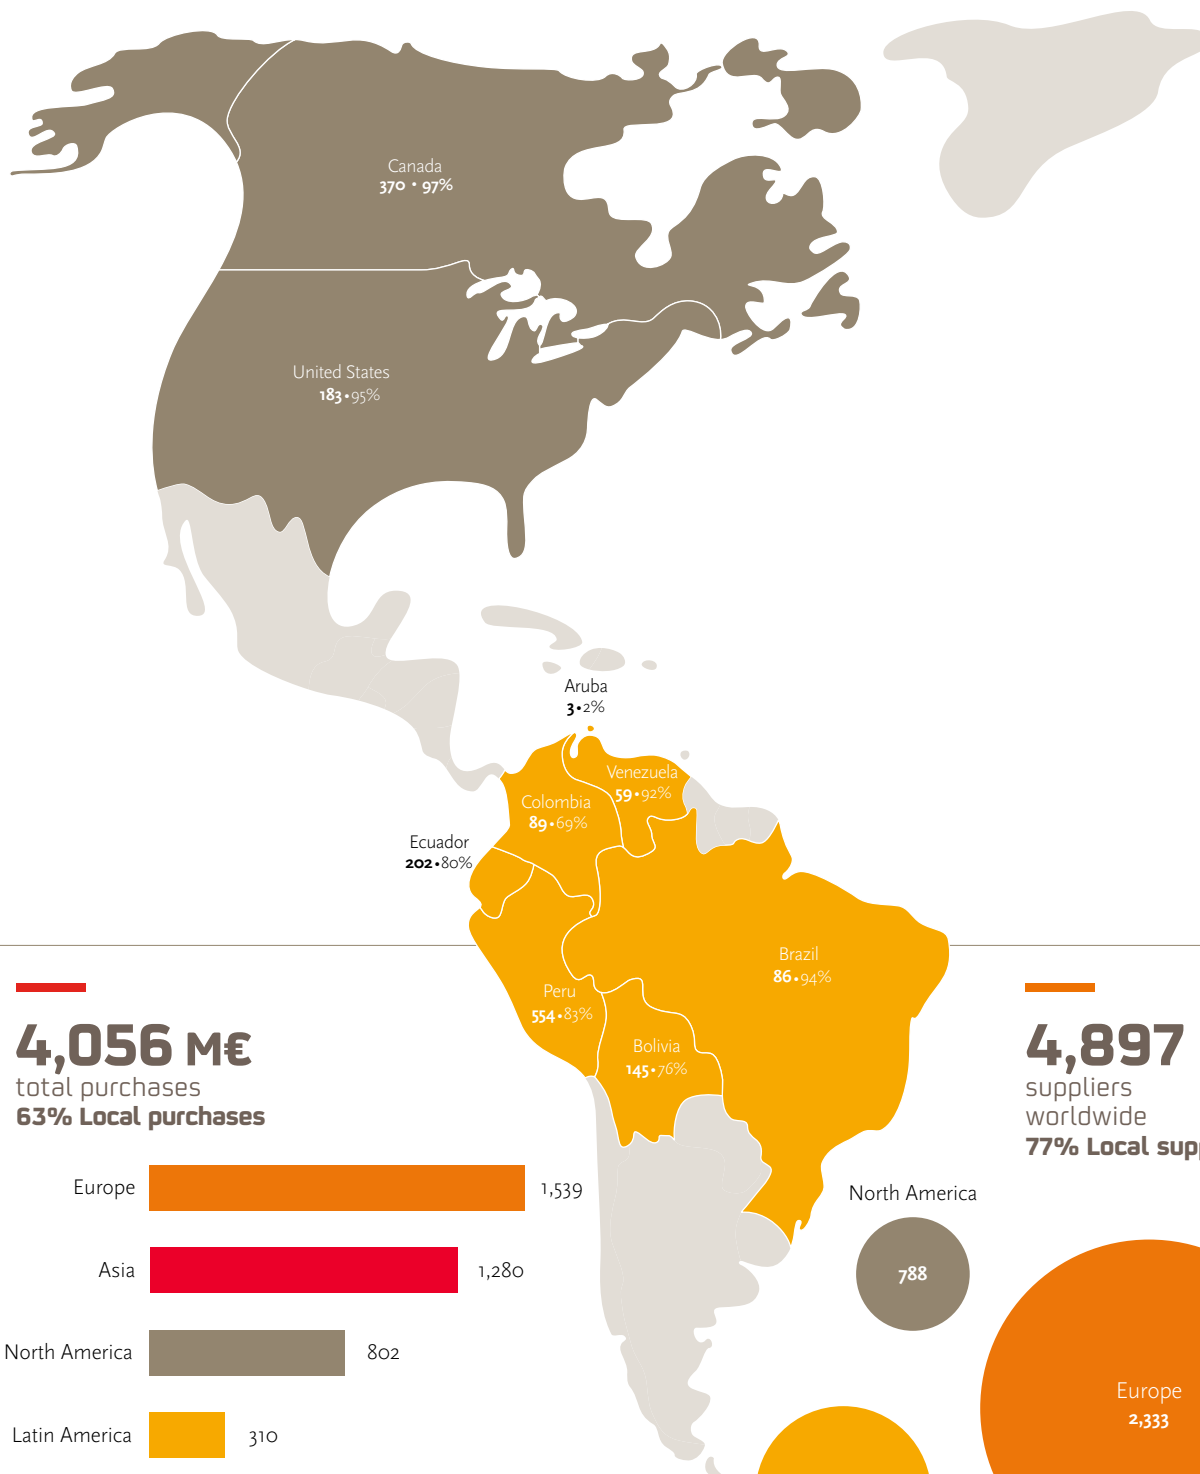 Canada
370 • 97%
United States
183•95%
Aruba
3•2%
Venezuela
59•92%
Colombia
89•69%
Ecuador
202•80%
Brazil
86•94%
Peru
554•83%
Bolivia
145•76%
4,056 M€
total purchases
63% Local purchases
Europe 1,539
Asia 1,280
North America 802
Latin America 310
4,897
suppliers
worldwide
77% Local
North America
788
Europe
2,333